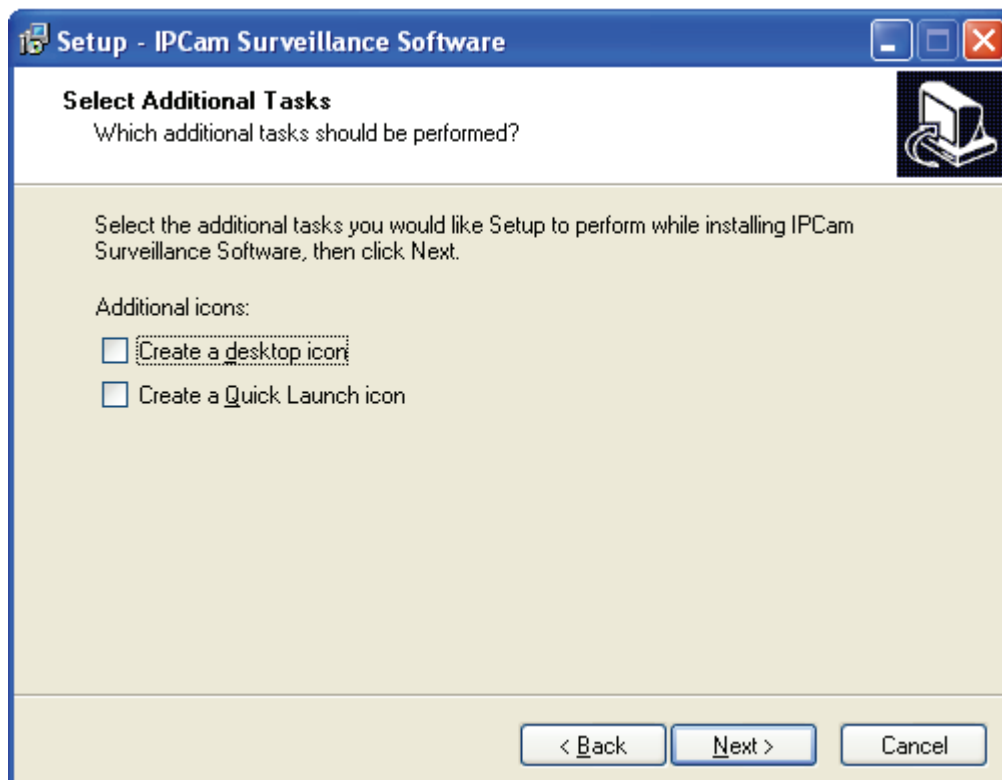 Setup - IPCam Surveillance Software
Select Additional Tasks
Which additional tasks should be performed?
Select the additional tasks you would like Setup to perform while installing IPCam
Surveillance Software, then click Next.
Additional icons:
Create a desktop icon
Create a Quick Launch icon
< Back Next > Cancel